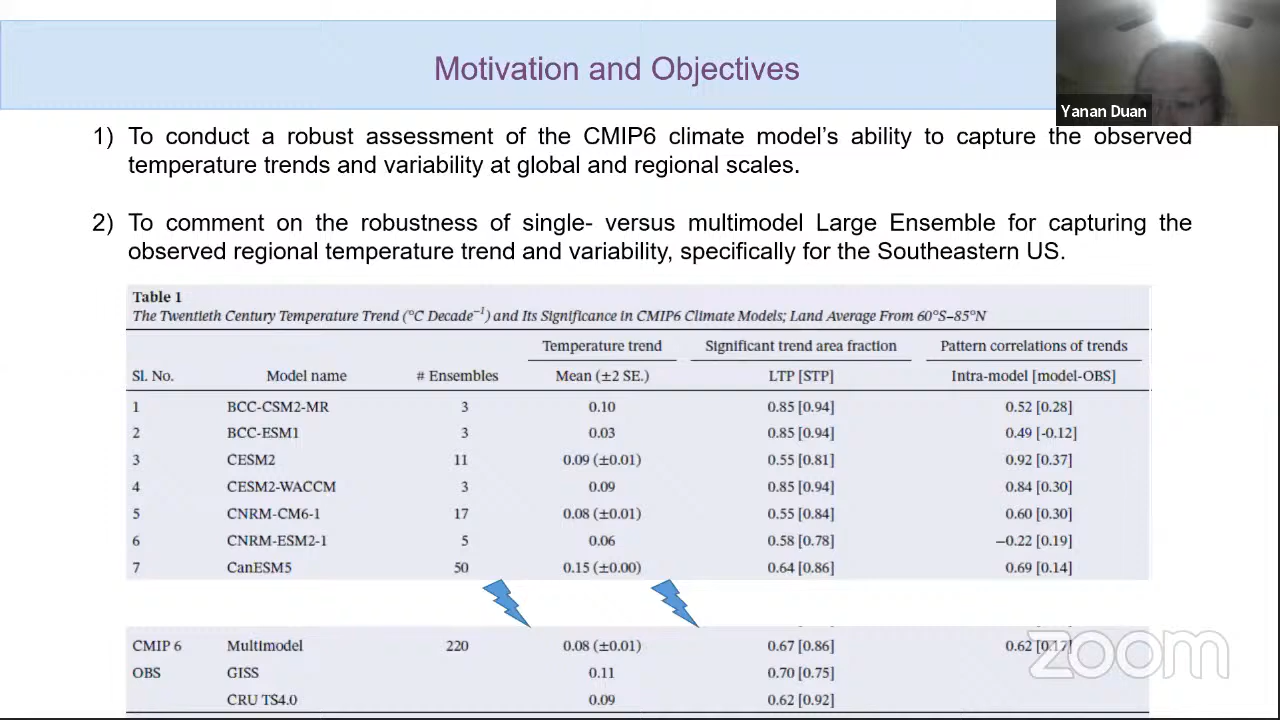 Motivation and Objectives
Yanan Duan
1) To conduct a robust assessment of the CMIP6 climate model's ability to capture the observed
temperature trends and variability at global and regional scales.
2) To comment on the robustness of single- versus multimodel Large Ensemble for capturing the
observed regional temperature trend and variability, specifically for the Southeastern US.
Table 1
The Twentieth Century Temperature Trend (°C Decade⁻¹) and Its Significance in CMIP6 Climate Models; Land Average From 60°S–85°N
Temperature trend Significant trend area fraction Pattern correlations of trends
Sl. No. Model name # Ensembles Mean (±2 SE.) LTP [STP] Intra-model [model-OBS]
1 BCC-CSM2-MR 3 0.10 0.85 [0.94] 0.52 [0.28]
2 BCC-ESM1 3 0.03 0.85 [0.94] 0.49 [-0.12]
3 CESM2 11 0.09 (±0.01) 0.55 [0.81] 0.92 [0.37]
4 CESM2-WACCM 3 0.09 0.85 [0.94] 0.84 [0.30]
5 CNRM-CM6-1 17 0.08 (±0.01) 0.55 [0.84] 0.60 [0.30]
6 CNRM-ESM2-1 5 0.06 0.58 [0.78] −0.22 [0.19]
7 CanESM5 50 0.15 (±0.00) 0.64 [0.86] 0.69 [0.14]
CMIP 6 Multimodel 220 0.08 (±0.01) 0.67 [0.86] 0.62 [0.17]
OBS GISS 0.11 0.70 [0.75]
CRU TS4.0 0.09 0.62 [0.92]
zoom